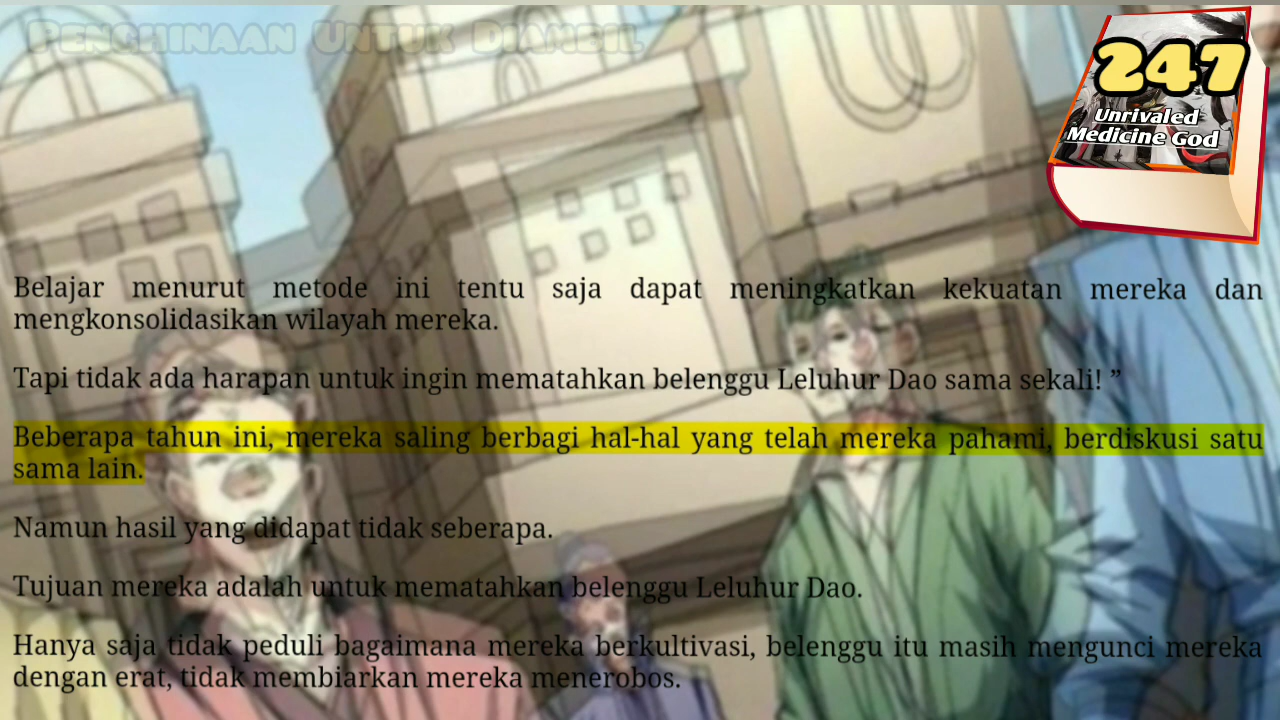 Penghinaan Untuk Diambil
247
Unrivaled
Medicine God
Belajar menurut metode ini tentu saja dapat meningkatkan kekuatan mereka dan
mengkonsolidasikan wilayah mereka.
Tapi tidak ada harapan untuk ingin mematahkan belenggu Leluhur Dao sama sekali! ”
Beberapa tahun ini, mereka saling berbagi hal-hal yang telah mereka pahami, berdiskusi satu
sama lain.
Namun hasil yang didapat tidak seberapa.
Tujuan mereka adalah untuk mematahkan belenggu Leluhur Dao.
Hanya saja tidak peduli bagaimana mereka berkultivasi, belenggu itu masih mengunci mereka
dengan erat, tidak membiarkan mereka menerobos.